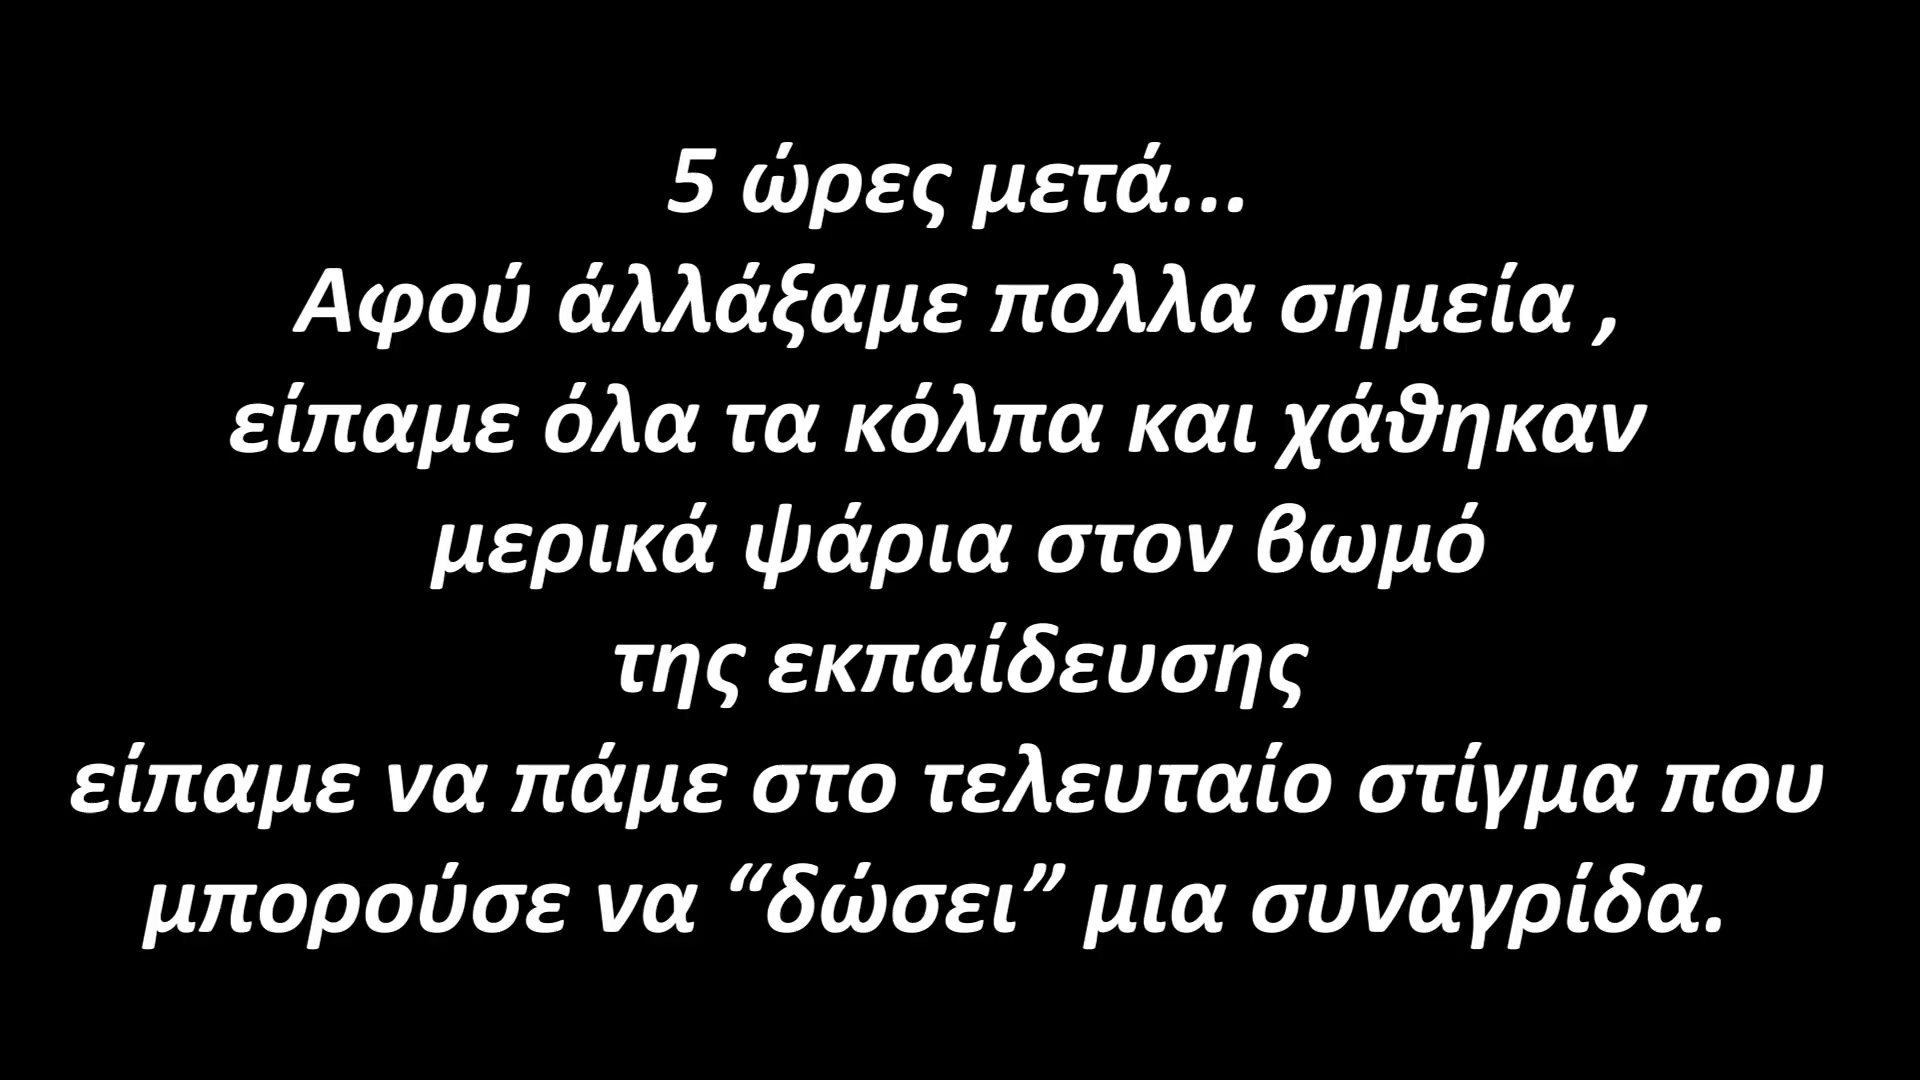 5 ώρες μετά...
Αφού άλλάξαμε πολλα σημεία ,
είπαμε όλα τα κόλπα και χάθηκαν
μερικά ψάρια στον βωμό
της εκπαίδευσης
είπαμε να πάμε στο τελευταίο στίγμα που
μπορούσε να “δώσει” μια συναγρίδα.